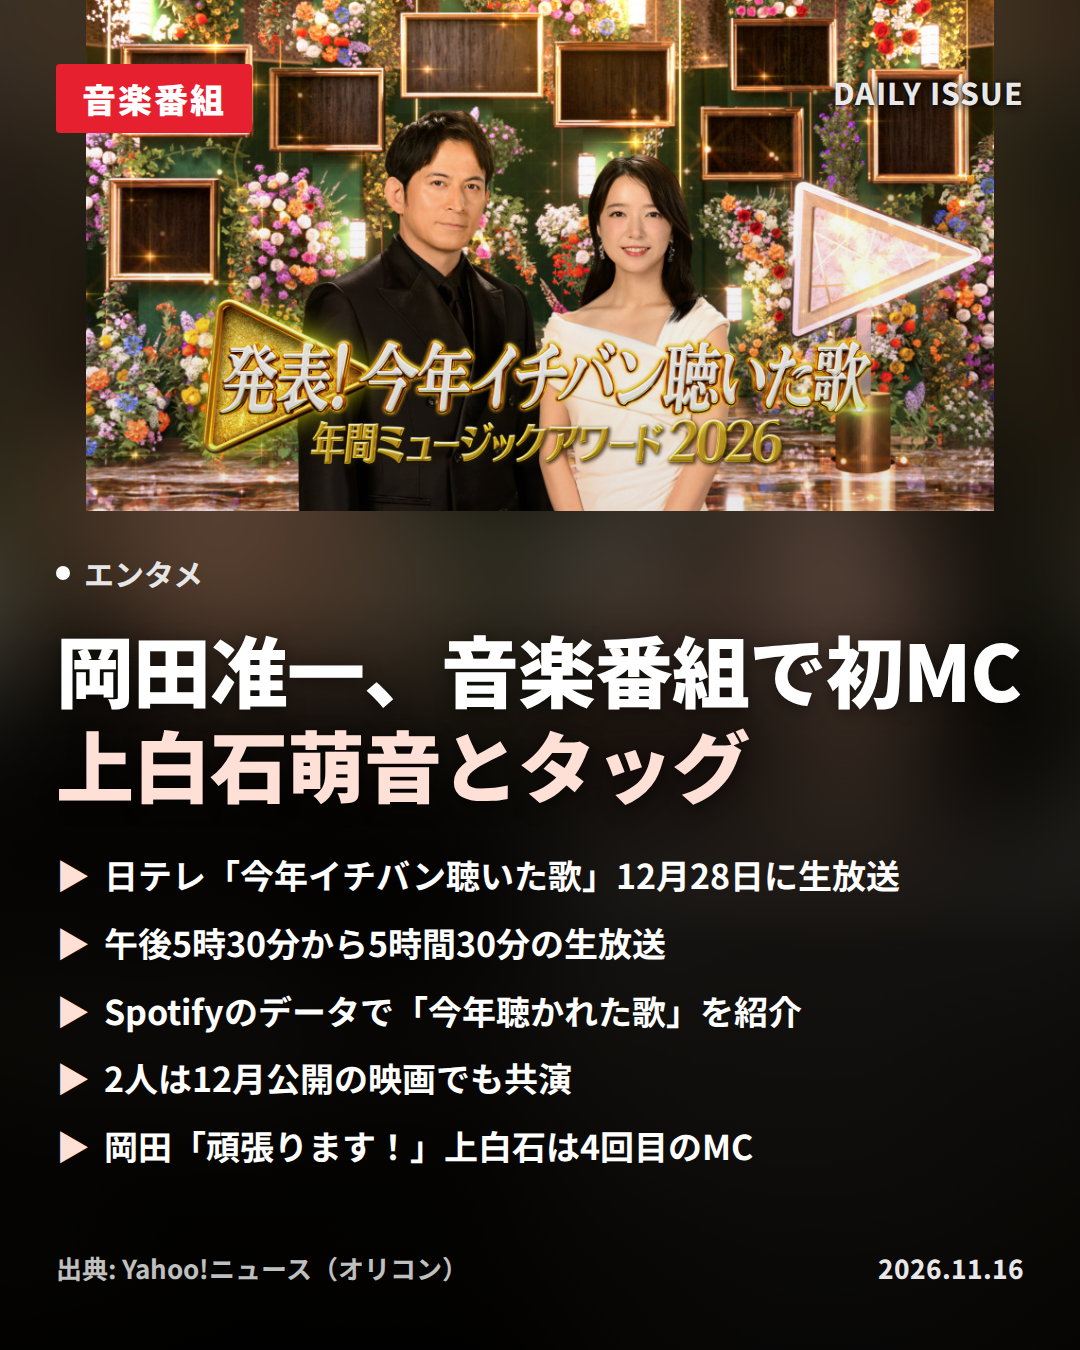 音楽番組
DAILY ISSUE
発表!今年イチバン聴いた歌
年間ミュージックアワード2026
エンタメ
岡田准一、音楽番組で初MC
上白石萌音とタッグ
▶ 日テレ「今年イチバン聴いた歌」12月28日に生放送
▶ 午後5時30分から5時間30分の生放送
▶ Spotifyのデータで「今年聴かれた歌」を紹介
▶ 2人は12月公開の映画でも共演
▶ 岡田「頑張ります！」上白石は4回目のMC
出典: Yahoo!ニュース（オリコン）
2026.11.16